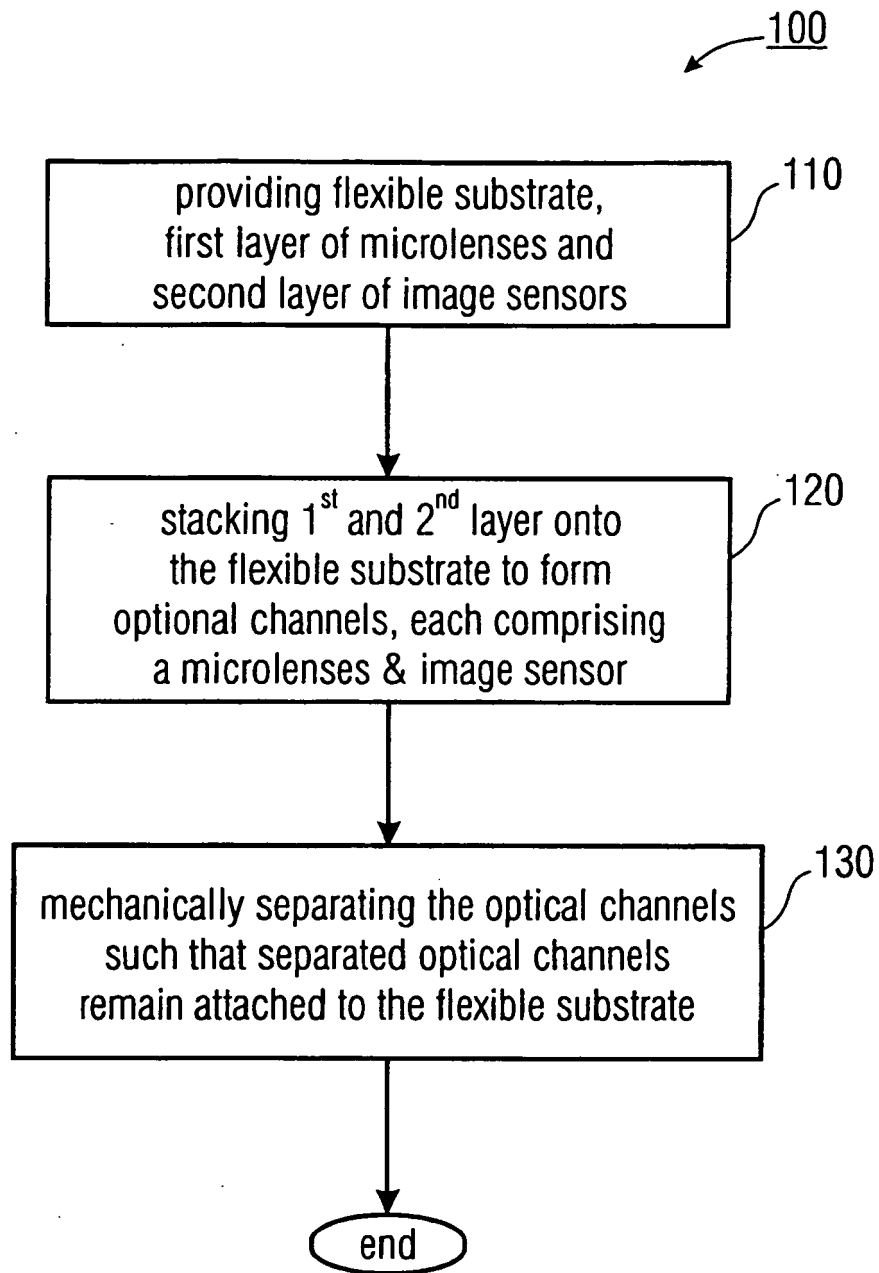 100
110
providing flexible substrate,
first layer of microlenses and
second layer of image sensors
120
stacking 1st and 2nd layer onto
the flexible substrate to form
optional channels, each comprising
a microlenses & image sensor
130
mechanically separating the optical channels
such that separated optical channels
remain attached to the flexible substrate
end